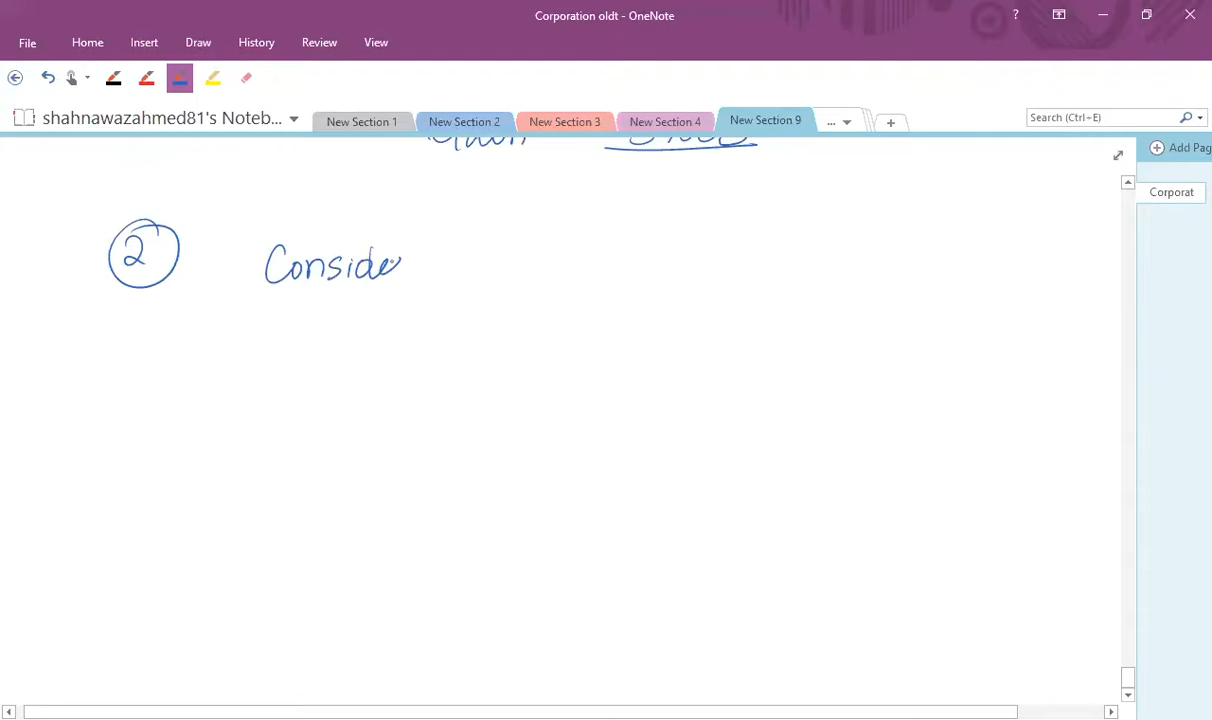 Corporation oldt - OneNote
?
File Home Insert Draw History Review View
shahnawazahmed81's Noteb... New Section 1 New Section 2 New Section 3 New Section 4 New Section 9 ... + Search (Ctrl+E)
Add Pag
Corporat
2 Conside